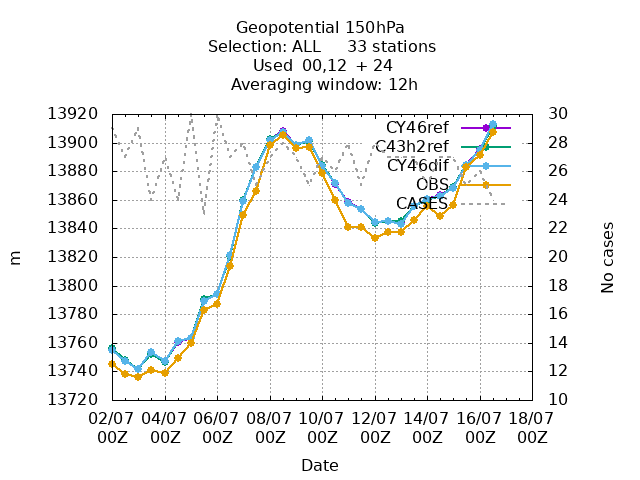 Geopotential 150hPa
Selection: ALL 33 stations
Used 00,12 + 24
Averaging window: 12h
13920
13900
13880
13860
13840
13820
13800
13780
13760
13740
13720
m
CY46ref
C43h2ref
CY46dif
OBS
CASES
30
28
26
24
22
20
18
16
14
12
10
No cases
02/07 04/07 06/07 08/07 10/07 12/07 14/07 16/07 18/07
00Z 00Z 00Z 00Z 00Z 00Z 00Z 00Z 00Z
Date